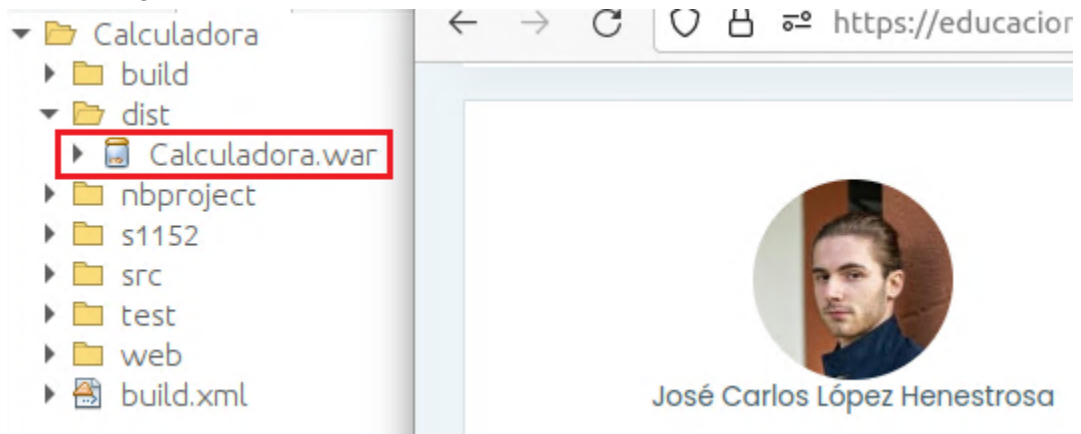 Calculadora
build
dist
Calculadora.war
nbproject
s1152
src
test
web
build.xml
https://educacion
José Carlos López Henestrosa